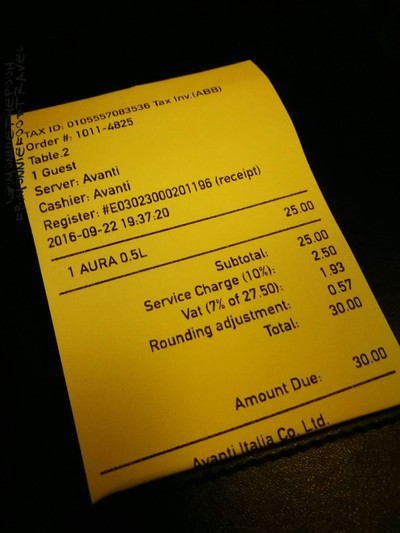 TAX ID: 0105557083536 Tax Inv.(ABB)
Order #: 1011-4825
Table 2
1 Guest
Server: Avanti
Cashier: Avanti
Register: #E03023000201196 (receipt)
2016-09-22 19:37:20
1 AURA 0.5L 25.00
Subtotal: 25.00
Service Charge (10%): 2.50
Vat (7% of 27.50): 1.93
Rounding adjustment: 0.57
Total: 30.00
Amount Due: 30.00
Avanti Italia Co. Ltd.